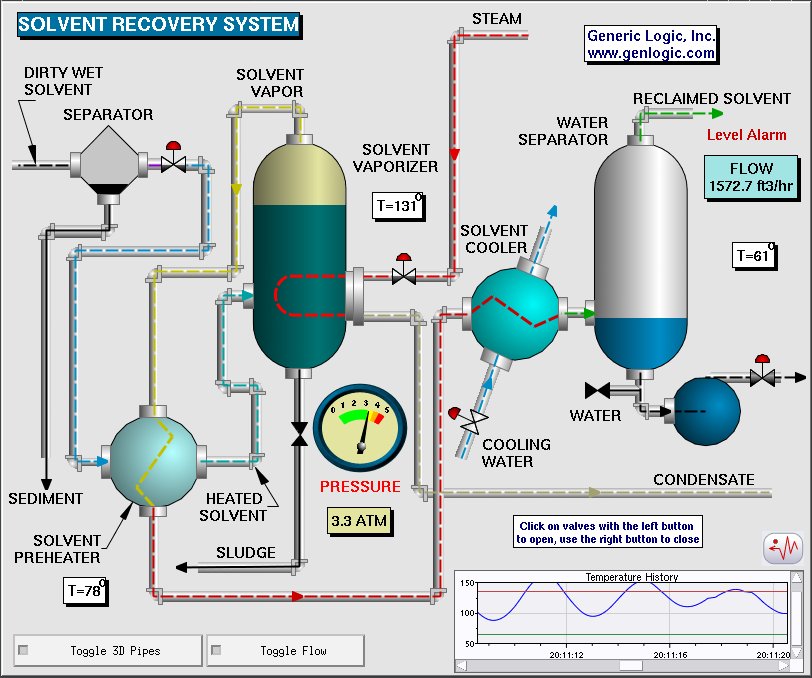 SOLVENT RECOVERY SYSTEM
STEAM
Generic Logic, Inc.
www.genlogic.com
DIRTY WET
SOLVENT
SEPARATOR
SOLVENT
VAPOR
SOLVENT
VAPORIZER
T=131°
WATER
SEPARATOR
RECLAIMED SOLVENT
Level Alarm
FLOW
1572.7 ft3/hr
T=61°
SOLVENT
COOLER
0 1 2 3 4 5
PRESSURE
3.3 ATM
WATER
COOLING
WATER
CONDENSATE
SEDIMENT
HEATED
SOLVENT
SOLVENT
PREHEATER
SLUDGE
T=78°
Click on valves with the left button
to open, use the right button to close
Temperature History
150
100
50
20:11:12 20:11:16 20:11:20
Toggle 3D Pipes
Toggle Flow